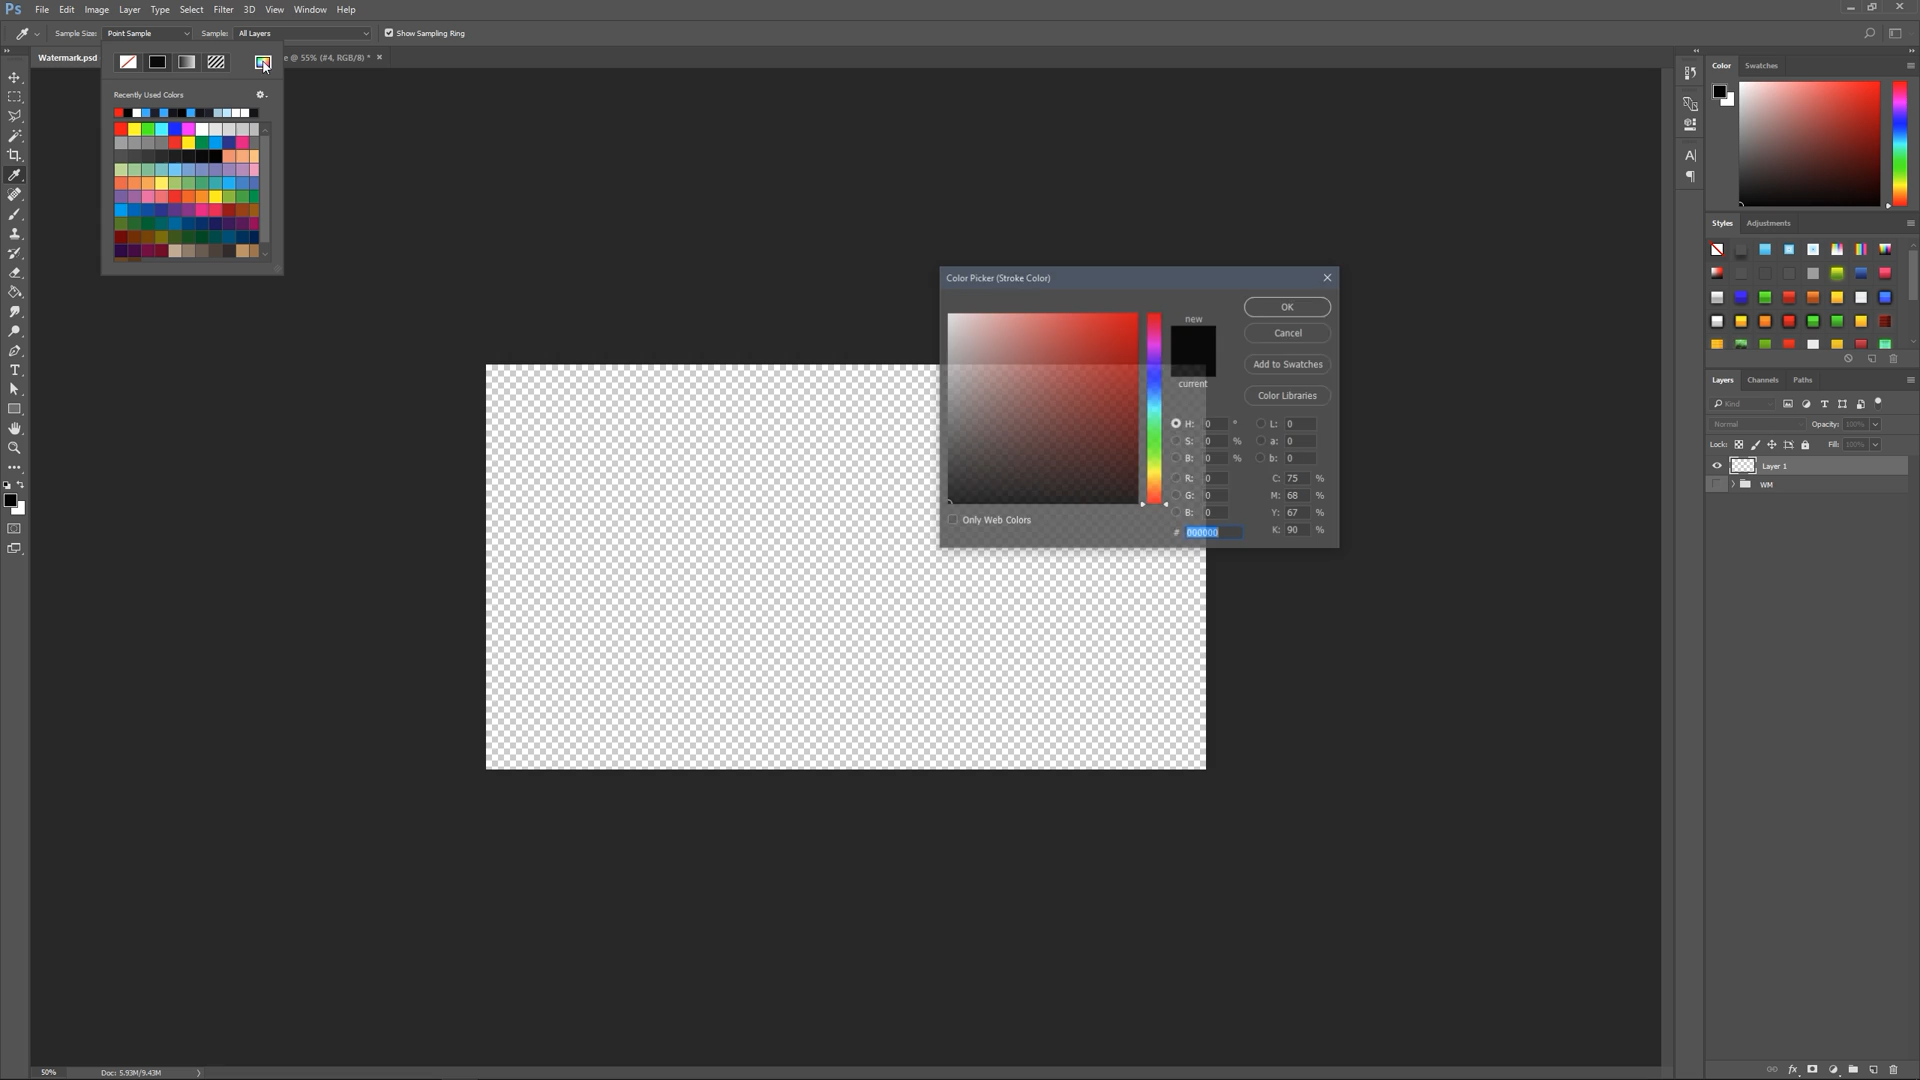 Ps File Edit Image Layer Type Select Filter 3D View Window Help
Sample Size: Point Sample Sample: All Layers Show Sampling Ring
Watermark.psd
e @ 55% (#4, RGB/8) * ×
Recently Used Colors
Color Picker (Stroke Color)
new
current
OK
Cancel
Add to Swatches
Color Libraries
H: 0 °
S: 0 %
B: 0 %
R: 0
G: 0
B: 0
# 000000
L: 0
a: 0
b: 0
C: 75 %
M: 68 %
Y: 67 %
K: 90 %
Only Web Colors
Color Swatches
Styles Adjustments
Layers Channels Paths
Kind
Normal Opacity: 100%
Lock: Fill: 100%
Layer 1
WM
50% Doc: 5.93M/9.43M